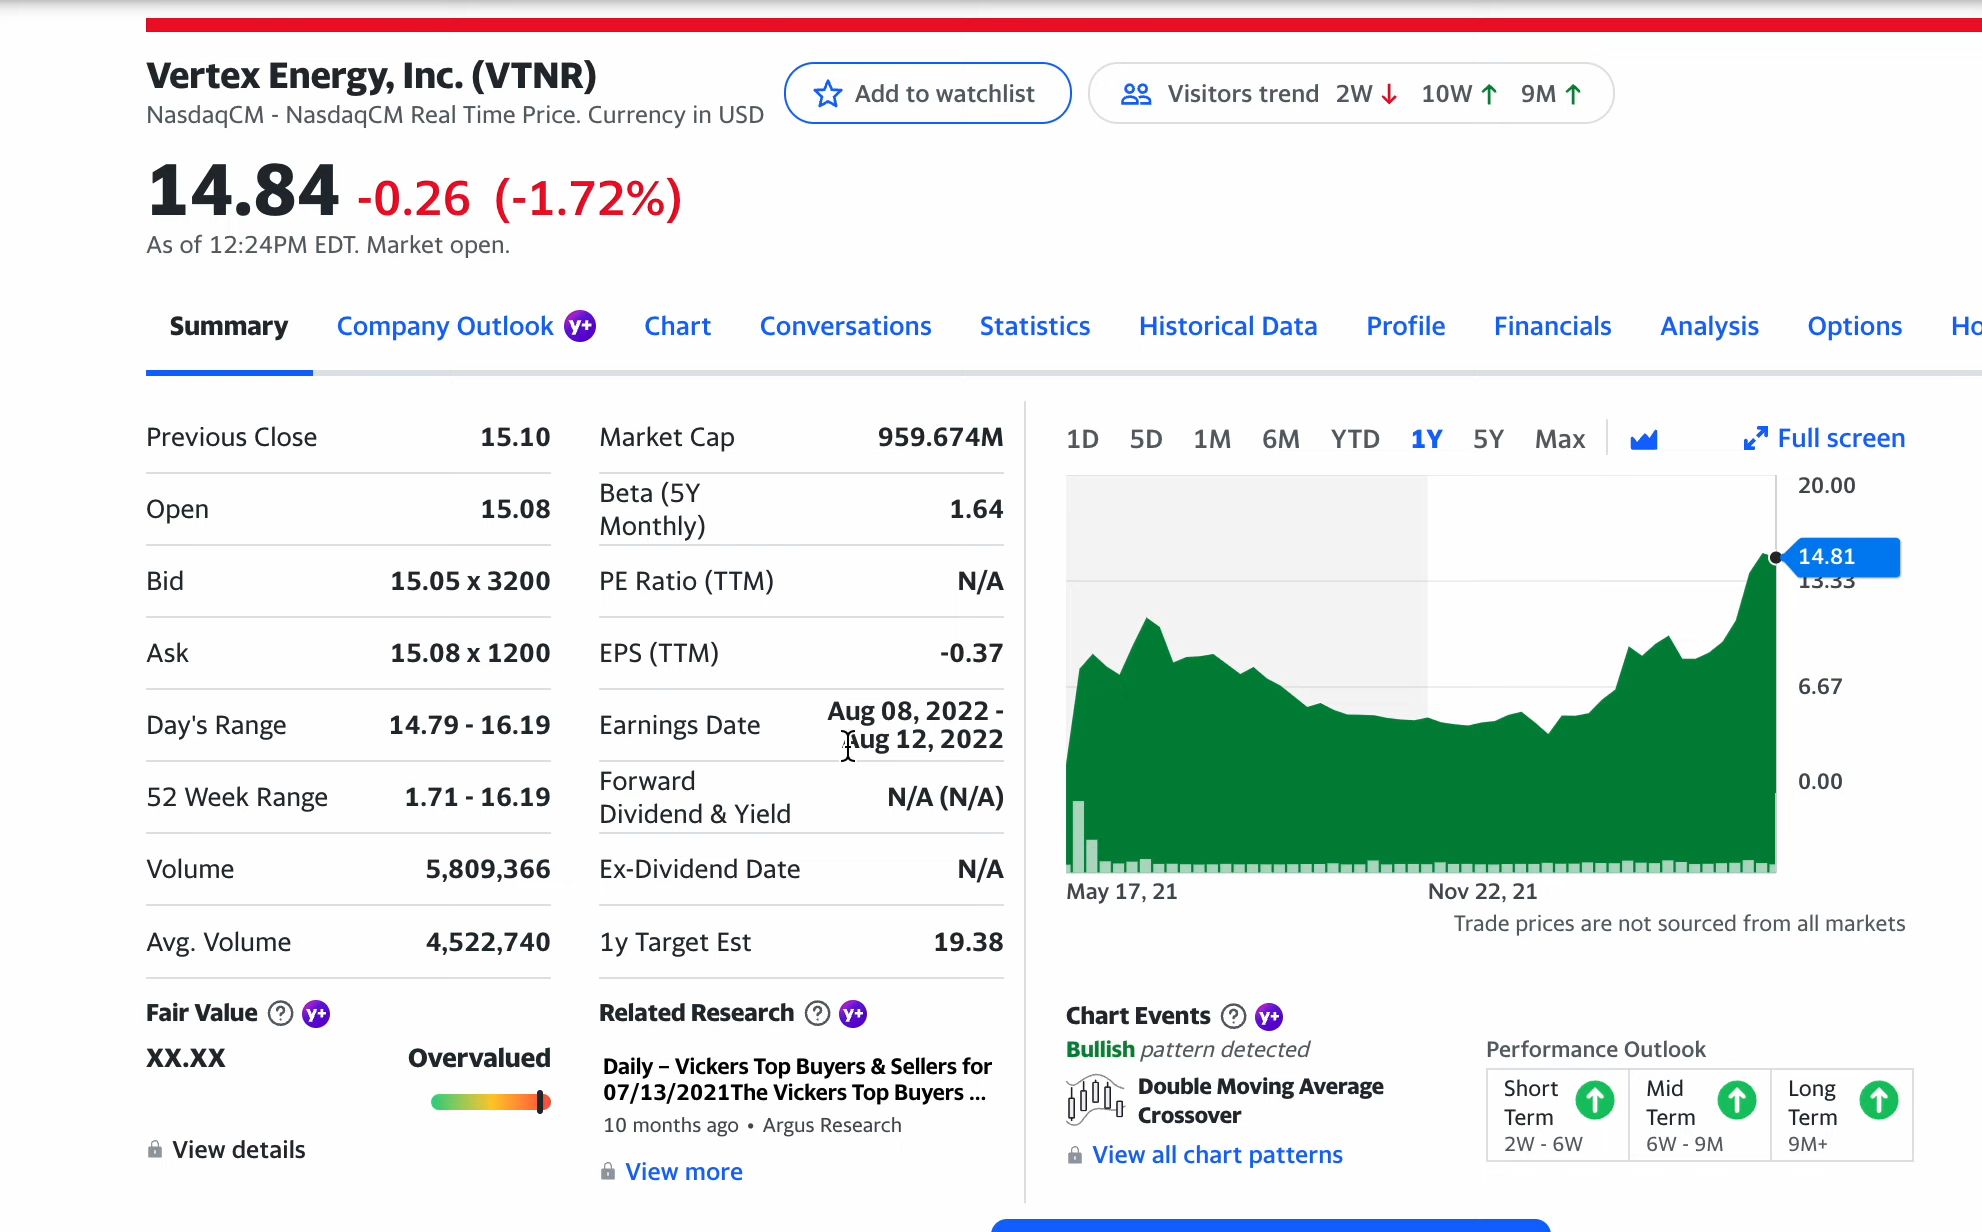 Vertex Energy, Inc. (VTNR)
NasdaqCM - NasdaqCM Real Time Price. Currency in USD
Add to watchlist
Visitors trend 2W 10W 9M
14.84 -0.26 (-1.72%)
As of 12:24PM EDT. Market open.
Summary Company Outlook y+ Chart Conversations Statistics Historical Data Profile Financials Analysis Options Ho
Previous Close 15.10
Open 15.08
Bid 15.05 x 3200
Ask 15.08 x 1200
Day's Range 14.79 - 16.19
52 Week Range 1.71 - 16.19
Volume 5,809,366
Avg. Volume 4,522,740
Market Cap 959.674M
Beta (5Y
Monthly) 1.64
PE Ratio (TTM) N/A
EPS (TTM) -0.37
Earnings Date Aug 08, 2022 -
Aug 12, 2022
Forward
Dividend & Yield N/A (N/A)
Ex-Dividend Date N/A
1y Target Est 19.38
1D 5D 1M 6M YTD 1Y 5Y Max
Full screen
20.00
14.81
13.33
6.67
0.00
May 17, 21 Nov 22, 21
Trade prices are not sourced from all markets
Fair Value ? y+
XX.XX Overvalued
View details
Related Research ? y+
Daily – Vickers Top Buyers & Sellers for
07/13/2021The Vickers Top Buyers ...
10 months ago • Argus Research
View more
Chart Events ? y+
Bullish pattern detected
Double Moving Average
Crossover
View all chart patterns
Performance Outlook
Short
Term
2W - 6W
Mid
Term
6W - 9M
Long
Term
9M+